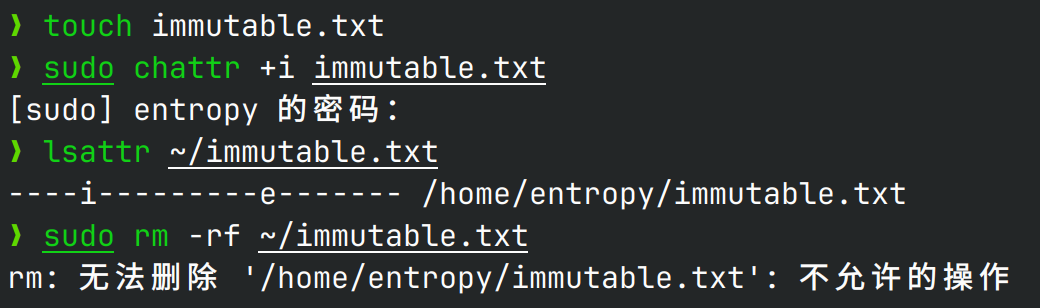 ❯ touch immutable.txt
❯ sudo chattr +i immutable.txt
[sudo] entropy 的密码：
❯ lsattr ~/immutable.txt
----i---------e------- /home/entropy/immutable.txt
❯ sudo rm -rf ~/immutable.txt
rm: 无法删除 '/home/entropy/immutable.txt': 不允许的操作